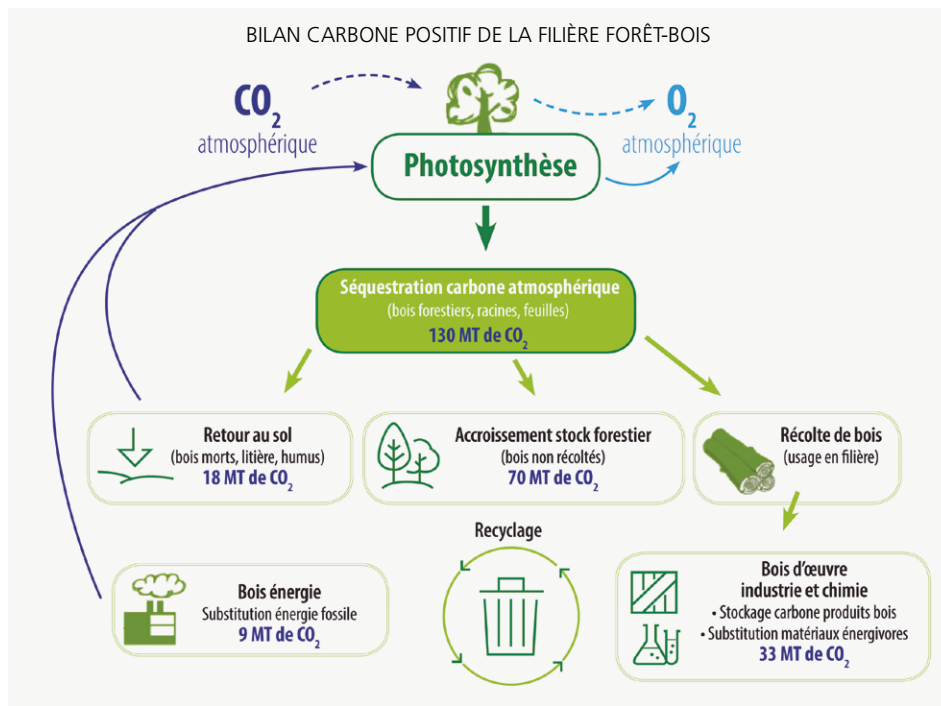 BILAN CARBONE POSITIF DE LA FILIÈRE FORÊT-BOIS
CO₂
atmosphérique
O₂
atmosphérique
Photosynthèse
Séquestration carbone atmosphérique
(bois forestiers, racines, feuilles)
130 MT de CO₂
Retour au sol
(bois morts, litière, humus)
18 MT de CO₂
Accroissement stock forestier
(bois non récoltés)
70 MT de CO₂
Récolte de bois
(usage en filière)
Recyclage
Bois énergie
Substitution énergie fossile
9 MT de CO₂
Bois d’œuvre
industrie et chimie
• Stockage carbone produits bois
• Substitution matériaux énergivores
33 MT de CO₂